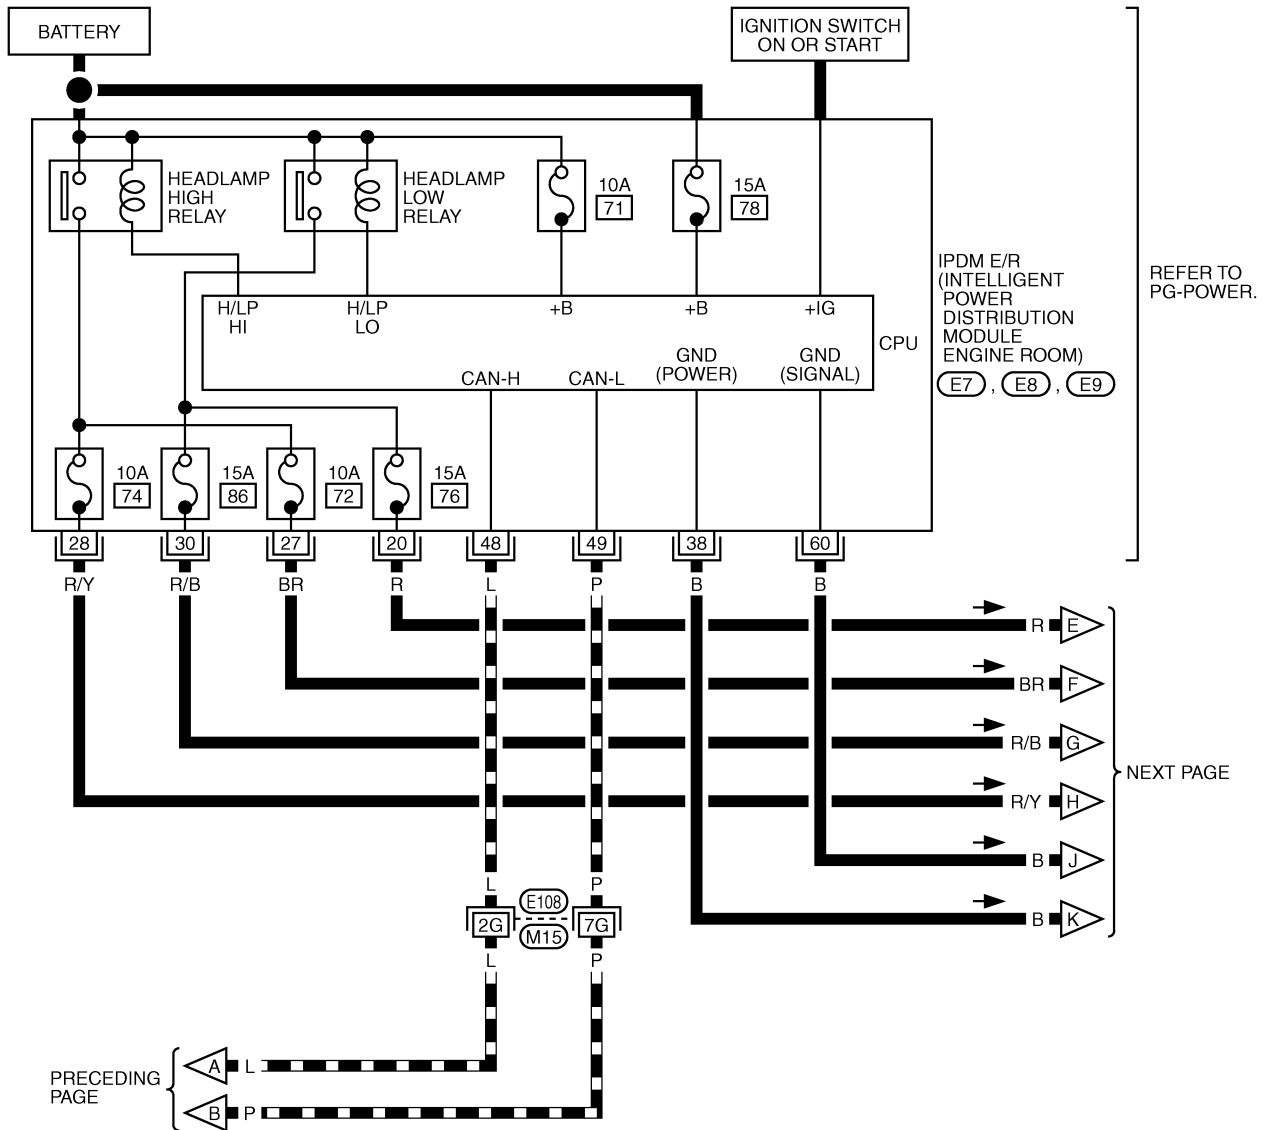 BATTERY
IGNITION SWITCH
ON OR START
HEADLAMP
HIGH
RELAY
HEADLAMP
LOW
RELAY
10A
71
15A
78
IPDM E/R
(INTELLIGENT
POWER
DISTRIBUTION
MODULE
ENGINE ROOM)
E7 , E8 , E9
REFER TO
PG-POWER.
H/LP
HI
H/LP
LO
+B
+B
+IG
CPU
CAN-H
CAN-L
GND
(POWER)
GND
(SIGNAL)
10A
74
15A
86
10A
72
15A
76
28
30
27
20
48
49
38
60
R/Y
R/B
BR
R
L
P
B
B
R E
BR F
R/B G
R/Y H
B J
B K
NEXT PAGE
L
P
2G
E108
M15
7G
L
P
PRECEDING
PAGE
A L
B P